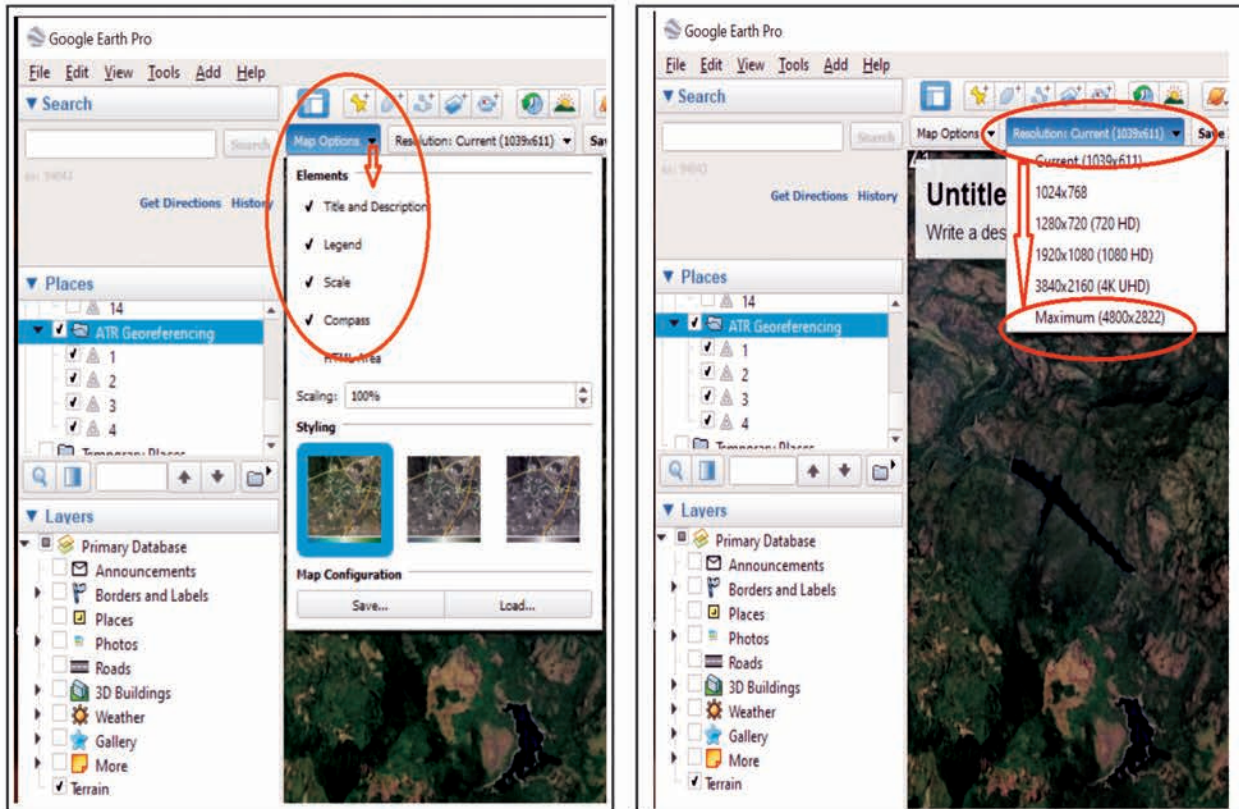 Google Earth Pro
File Edit View Tools Add Help
Search
Search
ex: 94043
Get Directions History
Places
14
ATR Georeferencing
1
2
3
4
Temporary Places
Layers
Primary Database
Announcements
Borders and Labels
Places
Photos
Roads
3D Buildings
Weather
Gallery
More
Terrain
Map Options Resolution: Current (1039x611)
Elements
Title and Description
Legend
Scale
Compass
HTML Area
Scaling: 100%
Styling
Map Configuration
Save... Load...
Google Earth Pro
File Edit View Tools Add Help
Search
Search
ex: 94043
Get Directions History
Places
14
ATR Georeferencing
1
2
3
4
Temporary Places
Layers
Primary Database
Announcements
Borders and Labels
Places
Photos
Roads
3D Buildings
Weather
Gallery
More
Terrain
Map Options Resolution: Current (1039x611) Save
Current (1039x611)
1024x768
1280x720 (720 HD)
1920x1080 (1080 HD)
3840x2160 (4K UHD)
Maximum (4800x2822)
Untitle
Write a des